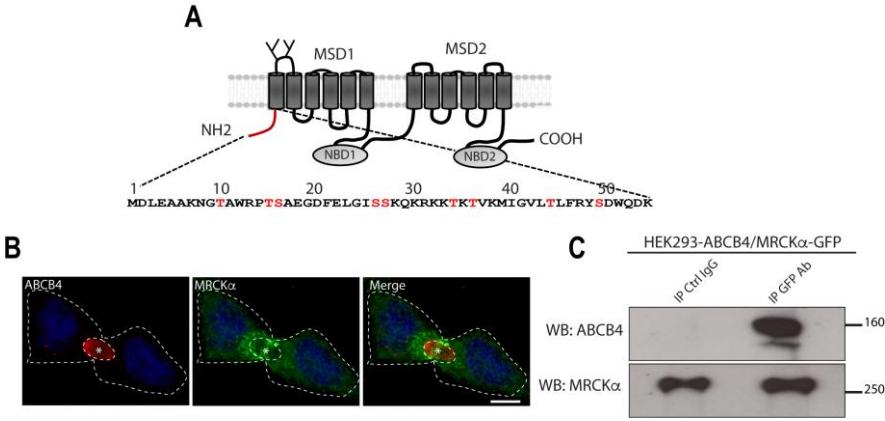 A
MSD1
MSD2
NH2
COOH
NBD1
NBD2
1 10 20 30 40 50
MDLEAAKNGTAWRPTSAEGDFELGISSKQKRKKTKTVKMIGVLTLFRYSDWQDK
B
ABCB4
MRCKα
Merge
*
*
*
C
HEK293-ABCB4/MRCKα-GFP
IP Ctrl IgG
IP GFP Ab
WB: ABCB4
160
WB: MRCKα
250